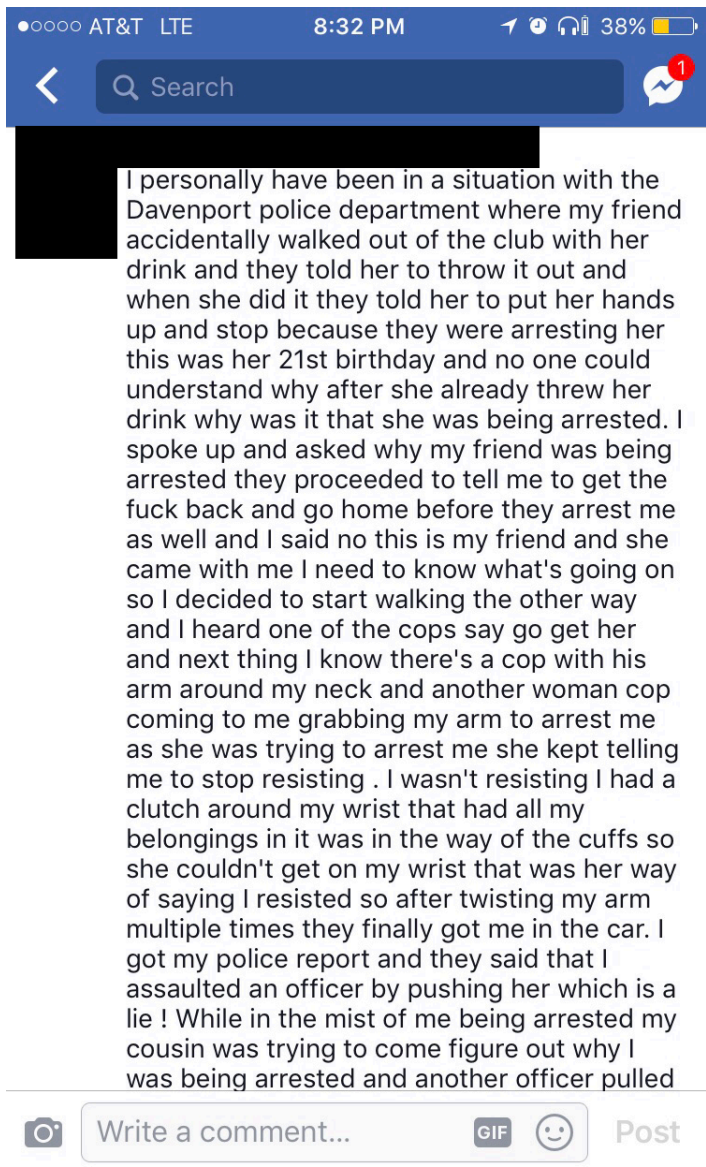 AT&T LTE 8:32 PM 38%
Search
1
I personally have been in a situation with the
Davenport police department where my friend
accidentally walked out of the club with her
drink and they told her to throw it out and
when she did it they told her to put her hands
up and stop because they were arresting her
this was her 21st birthday and no one could
understand why after she already threw her
drink why was it that she was being arrested. I
spoke up and asked why my friend was being
arrested they proceeded to tell me to get the
fuck back and go home before they arrest me
as well and I said no this is my friend and she
came with me I need to know what's going on
so I decided to start walking the other way
and I heard one of the cops say go get her
and next thing I know there's a cop with his
arm around my neck and another woman cop
coming to me grabbing my arm to arrest me
as she was trying to arrest me she kept telling
me to stop resisting . I wasn't resisting I had a
clutch around my wrist that had all my
belongings in it was in the way of the cuffs so
she couldn't get on my wrist that was her way
of saying I resisted so after twisting my arm
multiple times they finally got me in the car. I
got my police report and they said that I
assaulted an officer by pushing her which is a
lie ! While in the mist of me being arrested my
cousin was trying to come figure out why I
was being arrested and another officer pulled
Write a comment... GIF Post